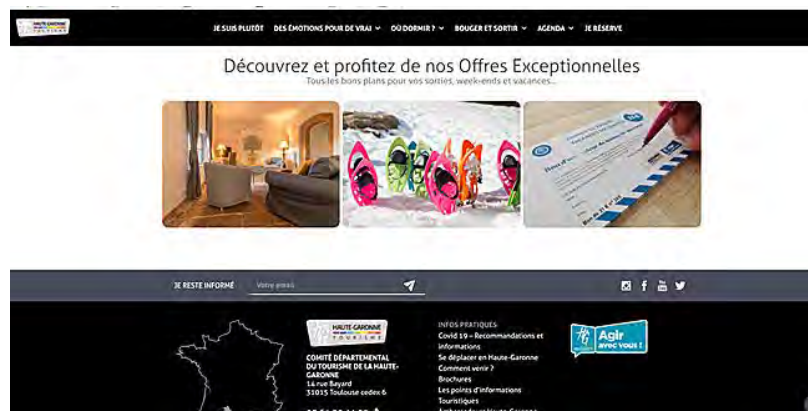 HAUTE-GARONNE
TOURISME
JE SUIS PLUTÔT DES ÉMOTIONS POUR DE VRAI OÙ DORMIR ? BOUGER ET SORTIR AGENDA JE RÉSERVE
Découvrez et profitez de nos Offres Exceptionnelles
Tous les bons plans pour vos sorties, week-ends et vacances...
JE RESTE INFORMÉ Votre email
HAUTE-GARONNE
TOURISME
COMITÉ DÉPARTEMENTAL
DU TOURISME DE LA HAUTE-
GARONNE
14 rue Bayard
31015 Toulouse cedex 6
INFOS PRATIQUES
Covid 19 – Recommandations et
informations
Se déplacer en Haute-Garonne
Comment venir ?
Brochures
Les points d'informations
Touristiques
Agir
avec vous !